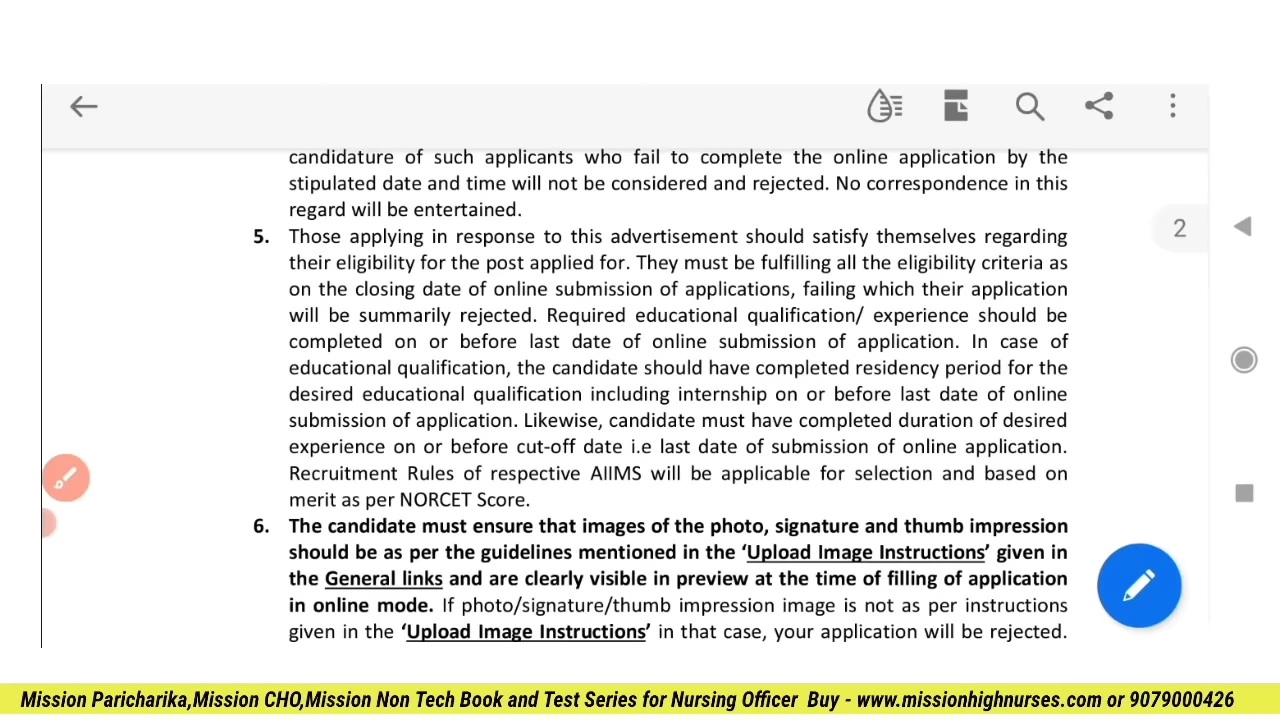 candidature of such applicants who fail to complete the online application by the
stipulated date and time will not be considered and rejected. No correspondence in this
regard will be entertained.
5. Those applying in response to this advertisement should satisfy themselves regarding
their eligibility for the post applied for. They must be fulfilling all the eligibility criteria as
on the closing date of online submission of applications, failing which their application
will be summarily rejected. Required educational qualification/ experience should be
completed on or before last date of online submission of application. In case of
educational qualification, the candidate should have completed residency period for the
desired educational qualification including internship on or before last date of online
submission of application. Likewise, candidate must have completed duration of desired
experience on or before cut-off date i.e last date of submission of online application.
Recruitment Rules of respective AIIMS will be applicable for selection and based on
merit as per NORCET Score.
6. The candidate must ensure that images of the photo, signature and thumb impression
should be as per the guidelines mentioned in the ‘Upload Image Instructions’ given in
the General links and are clearly visible in preview at the time of filling of application
in online mode. If photo/signature/thumb impression image is not as per instructions
given in the ‘Upload Image Instructions’ in that case, your application will be rejected.
2
Mission Paricharika,Mission CHO,Mission Non Tech Book and Test Series for Nursing Officer Buy - www.missionhighnurses.com or 9079000426